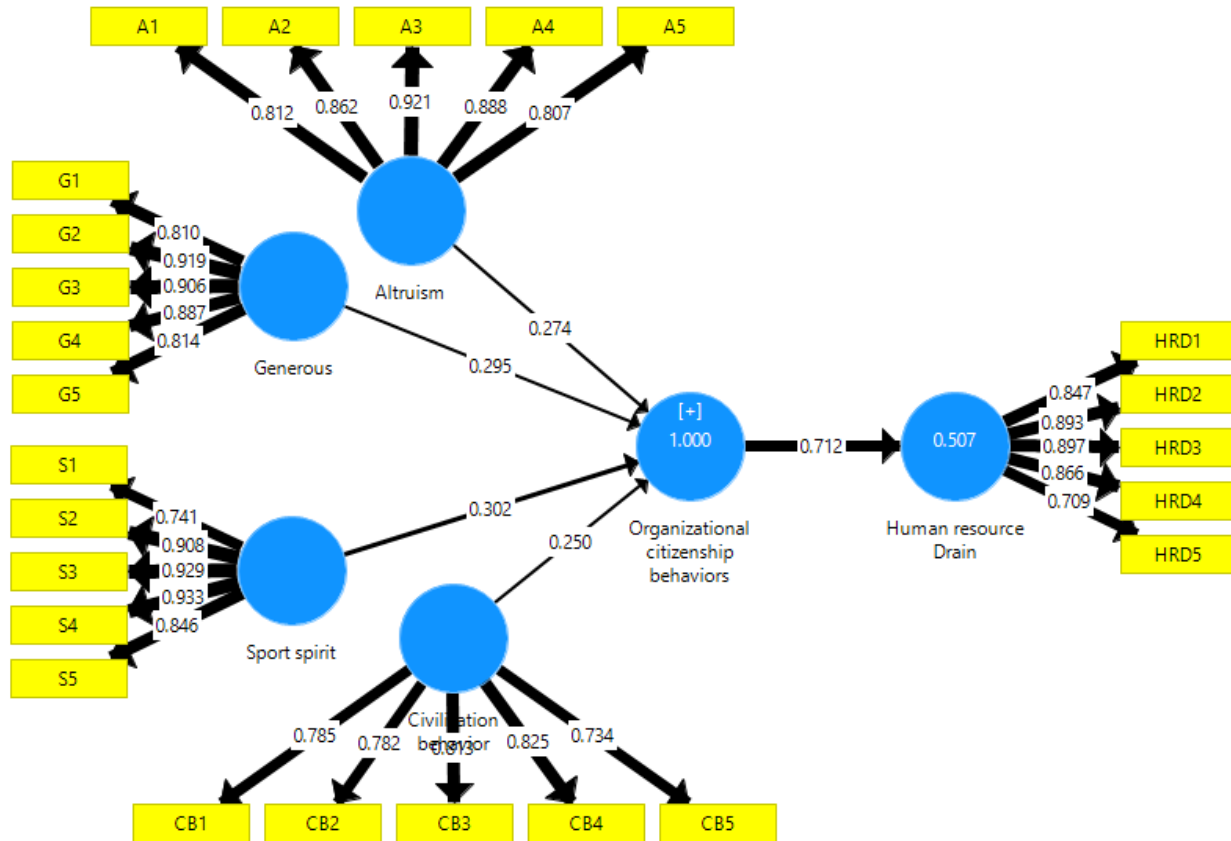 A1
A2
A3
A4
A5
0.812
0.862
0.921
0.888
0.807
Altruism
G1
G2
G3
G4
G5
0.810
0.919
0.906
0.887
0.814
Generous
0.274
0.295
S1
S2
S3
S4
S5
0.741
0.908
0.929
0.933
0.846
Sport spirit
0.302
0.250
[+]
1.000
Organizational
citizenship
behaviors
0.712
0.507
Human resource
Drain
0.847
0.893
0.897
0.866
0.709
HRD1
HRD2
HRD3
HRD4
HRD5
Civilization
behavior
0.785
0.782
0.813
0.825
0.734
CB1
CB2
CB3
CB4
CB5